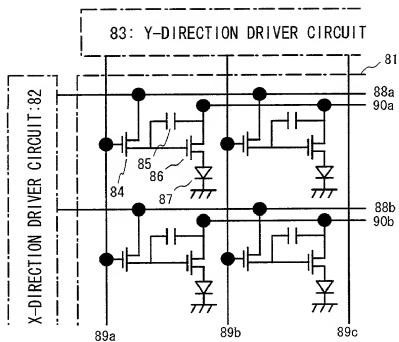 83: Y-DIRECTION DRIVER CIRCUIT
81
X-DIRECTION DRIVER CIRCUIT:82
88a
90a
85
84
86
87
88b
90b
89a
89b
89c